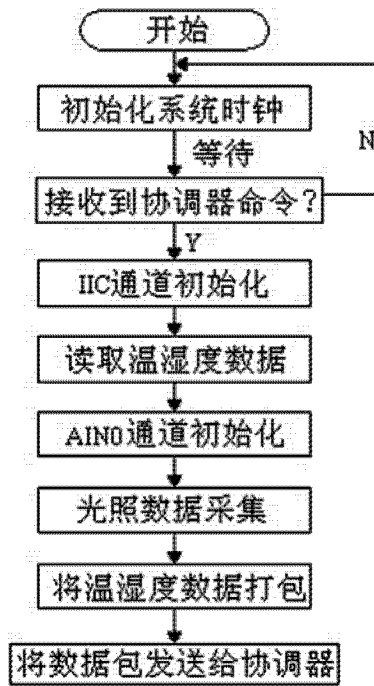 开始
初始化系统时钟
等待
N
接收到协调器命令?
Y
IIC通道初始化
读取温湿度数据
AIN0通道初始化
光照数据采集
将温湿度数据打包
将数据包发送给协调器